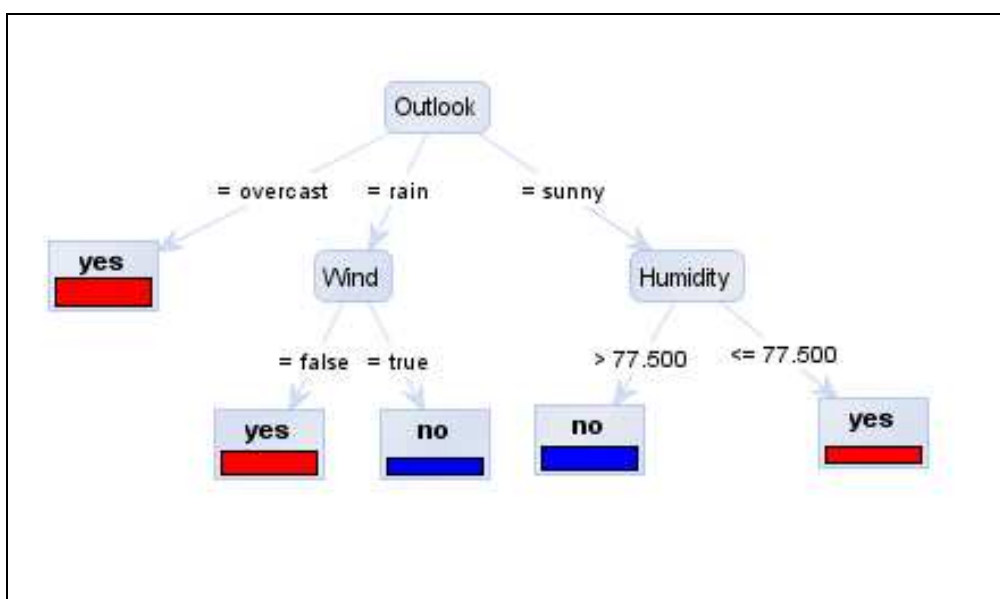 Outlook
= overcast
= rain
= sunny
yes
Wind
Humidity
= false
= true
> 77.500
<= 77.500
yes
no
no
yes